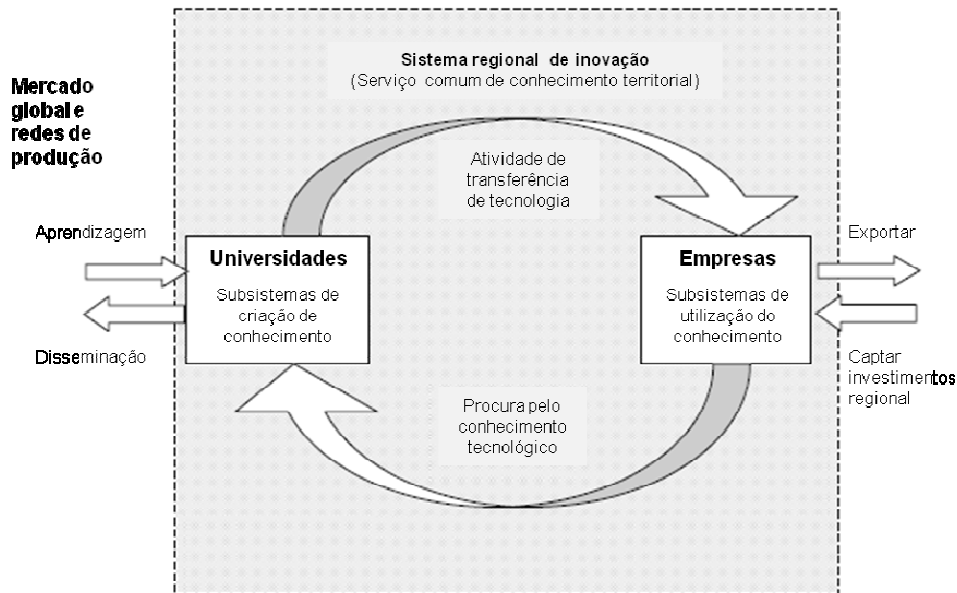 Sistema regional de inovação
(Serviço comum de conhecimento territorial)
Mercado
global e
redes de
produção
Atividade de
transferência
de tecnologia
Aprendizagem
Universidades
Subsistemas de
criação de
conhecimento
Empresas
Subsistemas de
utilização do
conhecimento
Exportar
Disseminação
Captar
investimentos
regional
Procura pelo
conhecimento
tecnológico